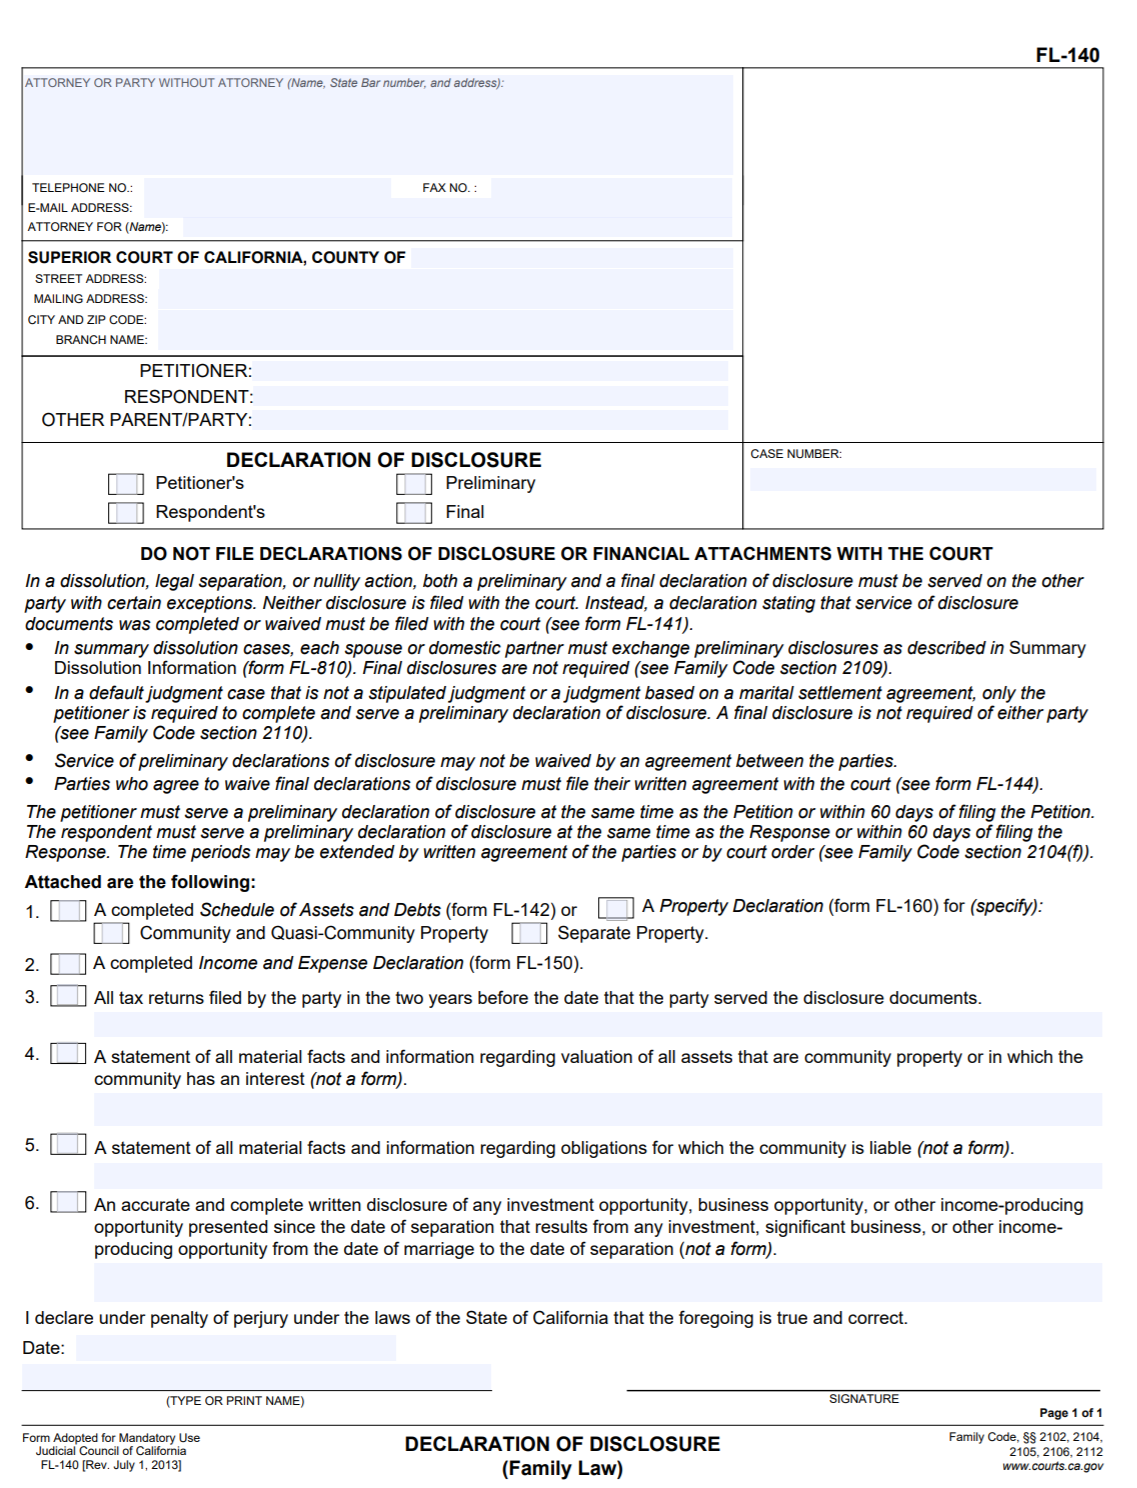 FL-140
ATTORNEY OR PARTY WITHOUT ATTORNEY (Name, State Bar number, and address):
TELEPHONE NO.: FAX NO. :
E-MAIL ADDRESS:
ATTORNEY FOR (Name):
SUPERIOR COURT OF CALIFORNIA, COUNTY OF
STREET ADDRESS:
MAILING ADDRESS:
CITY AND ZIP CODE:
BRANCH NAME:
PETITIONER:
RESPONDENT:
OTHER PARENT/PARTY:
DECLARATION OF DISCLOSURE
Petitioner's Preliminary
Respondent's Final
CASE NUMBER:
DO NOT FILE DECLARATIONS OF DISCLOSURE OR FINANCIAL ATTACHMENTS WITH THE COURT
In a dissolution, legal separation, or nullity action, both a preliminary and a final declaration of disclosure must be served on the other
party with certain exceptions. Neither disclosure is filed with the court. Instead, a declaration stating that service of disclosure
documents was completed or waived must be filed with the court (see form FL-141).
• In summary dissolution cases, each spouse or domestic partner must exchange preliminary disclosures as described in Summary
Dissolution Information (form FL-810). Final disclosures are not required (see Family Code section 2109).
• In a default judgment case that is not a stipulated judgment or a judgment based on a marital settlement agreement, only the
petitioner is required to complete and serve a preliminary declaration of disclosure. A final disclosure is not required of either party
(see Family Code section 2110).
• Service of preliminary declarations of disclosure may not be waived by an agreement between the parties.
• Parties who agree to waive final declarations of disclosure must file their written agreement with the court (see form FL-144).
The petitioner must serve a preliminary declaration of disclosure at the same time as the Petition or within 60 days of filing the Petition.
The respondent must serve a preliminary declaration of disclosure at the same time as the Response or within 60 days of filing the
Response. The time periods may be extended by written agreement of the parties or by court order (see Family Code section 2104(f)).
Attached are the following:
1. A completed Schedule of Assets and Debts (form FL-142) or A Property Declaration (form FL-160) for (specify):
Community and Quasi-Community Property Separate Property.
2. A completed Income and Expense Declaration (form FL-150).
3. All tax returns filed by the party in the two years before the date that the party served the disclosure documents.
4. A statement of all material facts and information regarding valuation of all assets that are community property or in which the
community has an interest (not a form).
5. A statement of all material facts and information regarding obligations for which the community is liable (not a form).
6. An accurate and complete written disclosure of any investment opportunity, business opportunity, or other income-producing
opportunity presented since the date of separation that results from any investment, significant business, or other income-
producing opportunity from the date of marriage to the date of separation (not a form).
I declare under penalty of perjury under the laws of the State of California that the foregoing is true and correct.
Date:
(TYPE OR PRINT NAME) SIGNATURE
Page 1 of 1
Form Adopted for Mandatory Use
Judicial Council of California
FL-140 [Rev. July 1, 2013]
DECLARATION OF DISCLOSURE
(Family Law)
Family Code, §§ 2102, 2104,
2105, 2106, 2112
www.courts.ca.gov